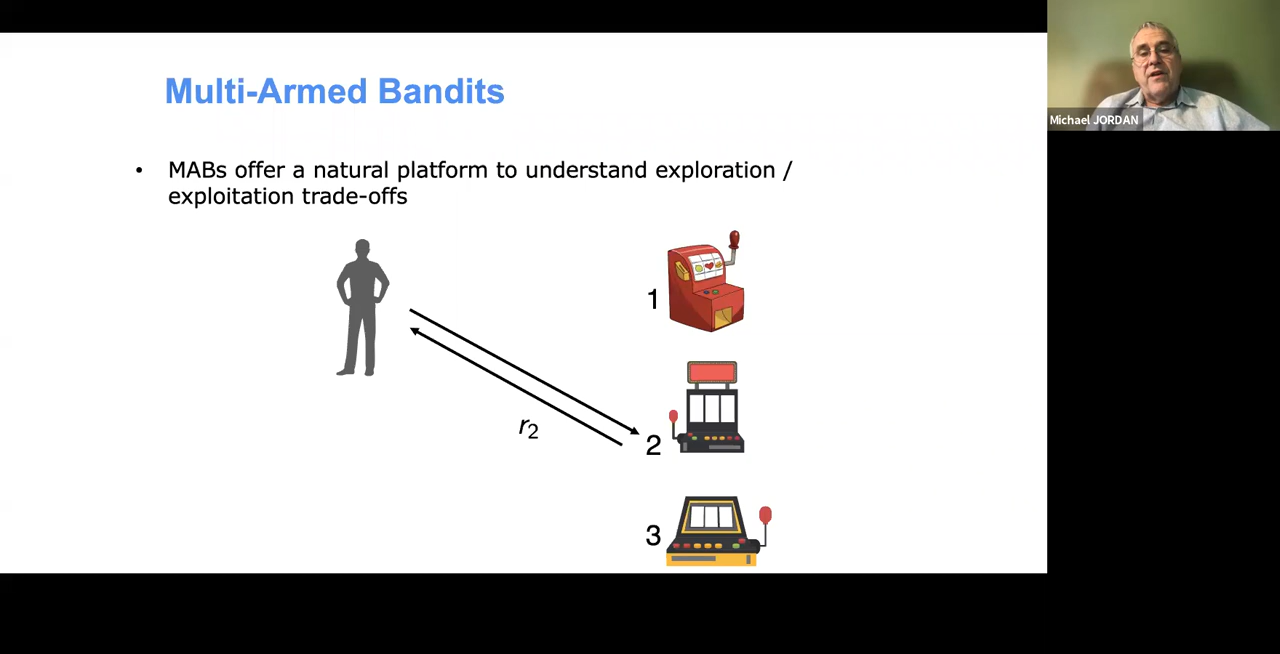 Multi-Armed Bandits
• MABs offer a natural platform to understand exploration /
exploitation trade-offs
1
r2
2
3
Michael JORDAN